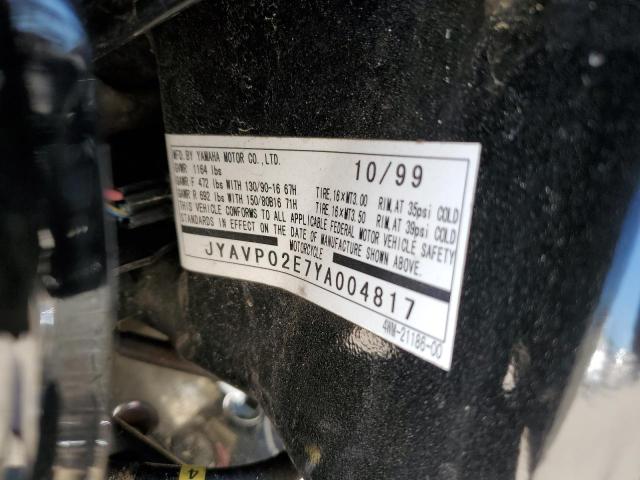 MFD.BY YAMAHA MOTOR CO.,LTD. 10/99
GVWR: 1164 lbs
GAWR.F 472 lbs WITH 130/90-16 67H TIRE,16×MT3.00 RIM,AT 35psi COLD
GAWR.R 692 lbs WITH 150/80B16 71H TIRE,16×MT3.50 RIM,AT 39psi COLD
THIS VEHICLE CONFORMS TO ALL APPLICABLE FEDERAL MOTOR VEHICLE SAFETY
STANDARDS IN EFFECT ON THE DATE OF MANUFACTURE SHOWN ABOVE.
MOTORCYCLE
JYAVP02E7YA004817
4WM-21186-00
4